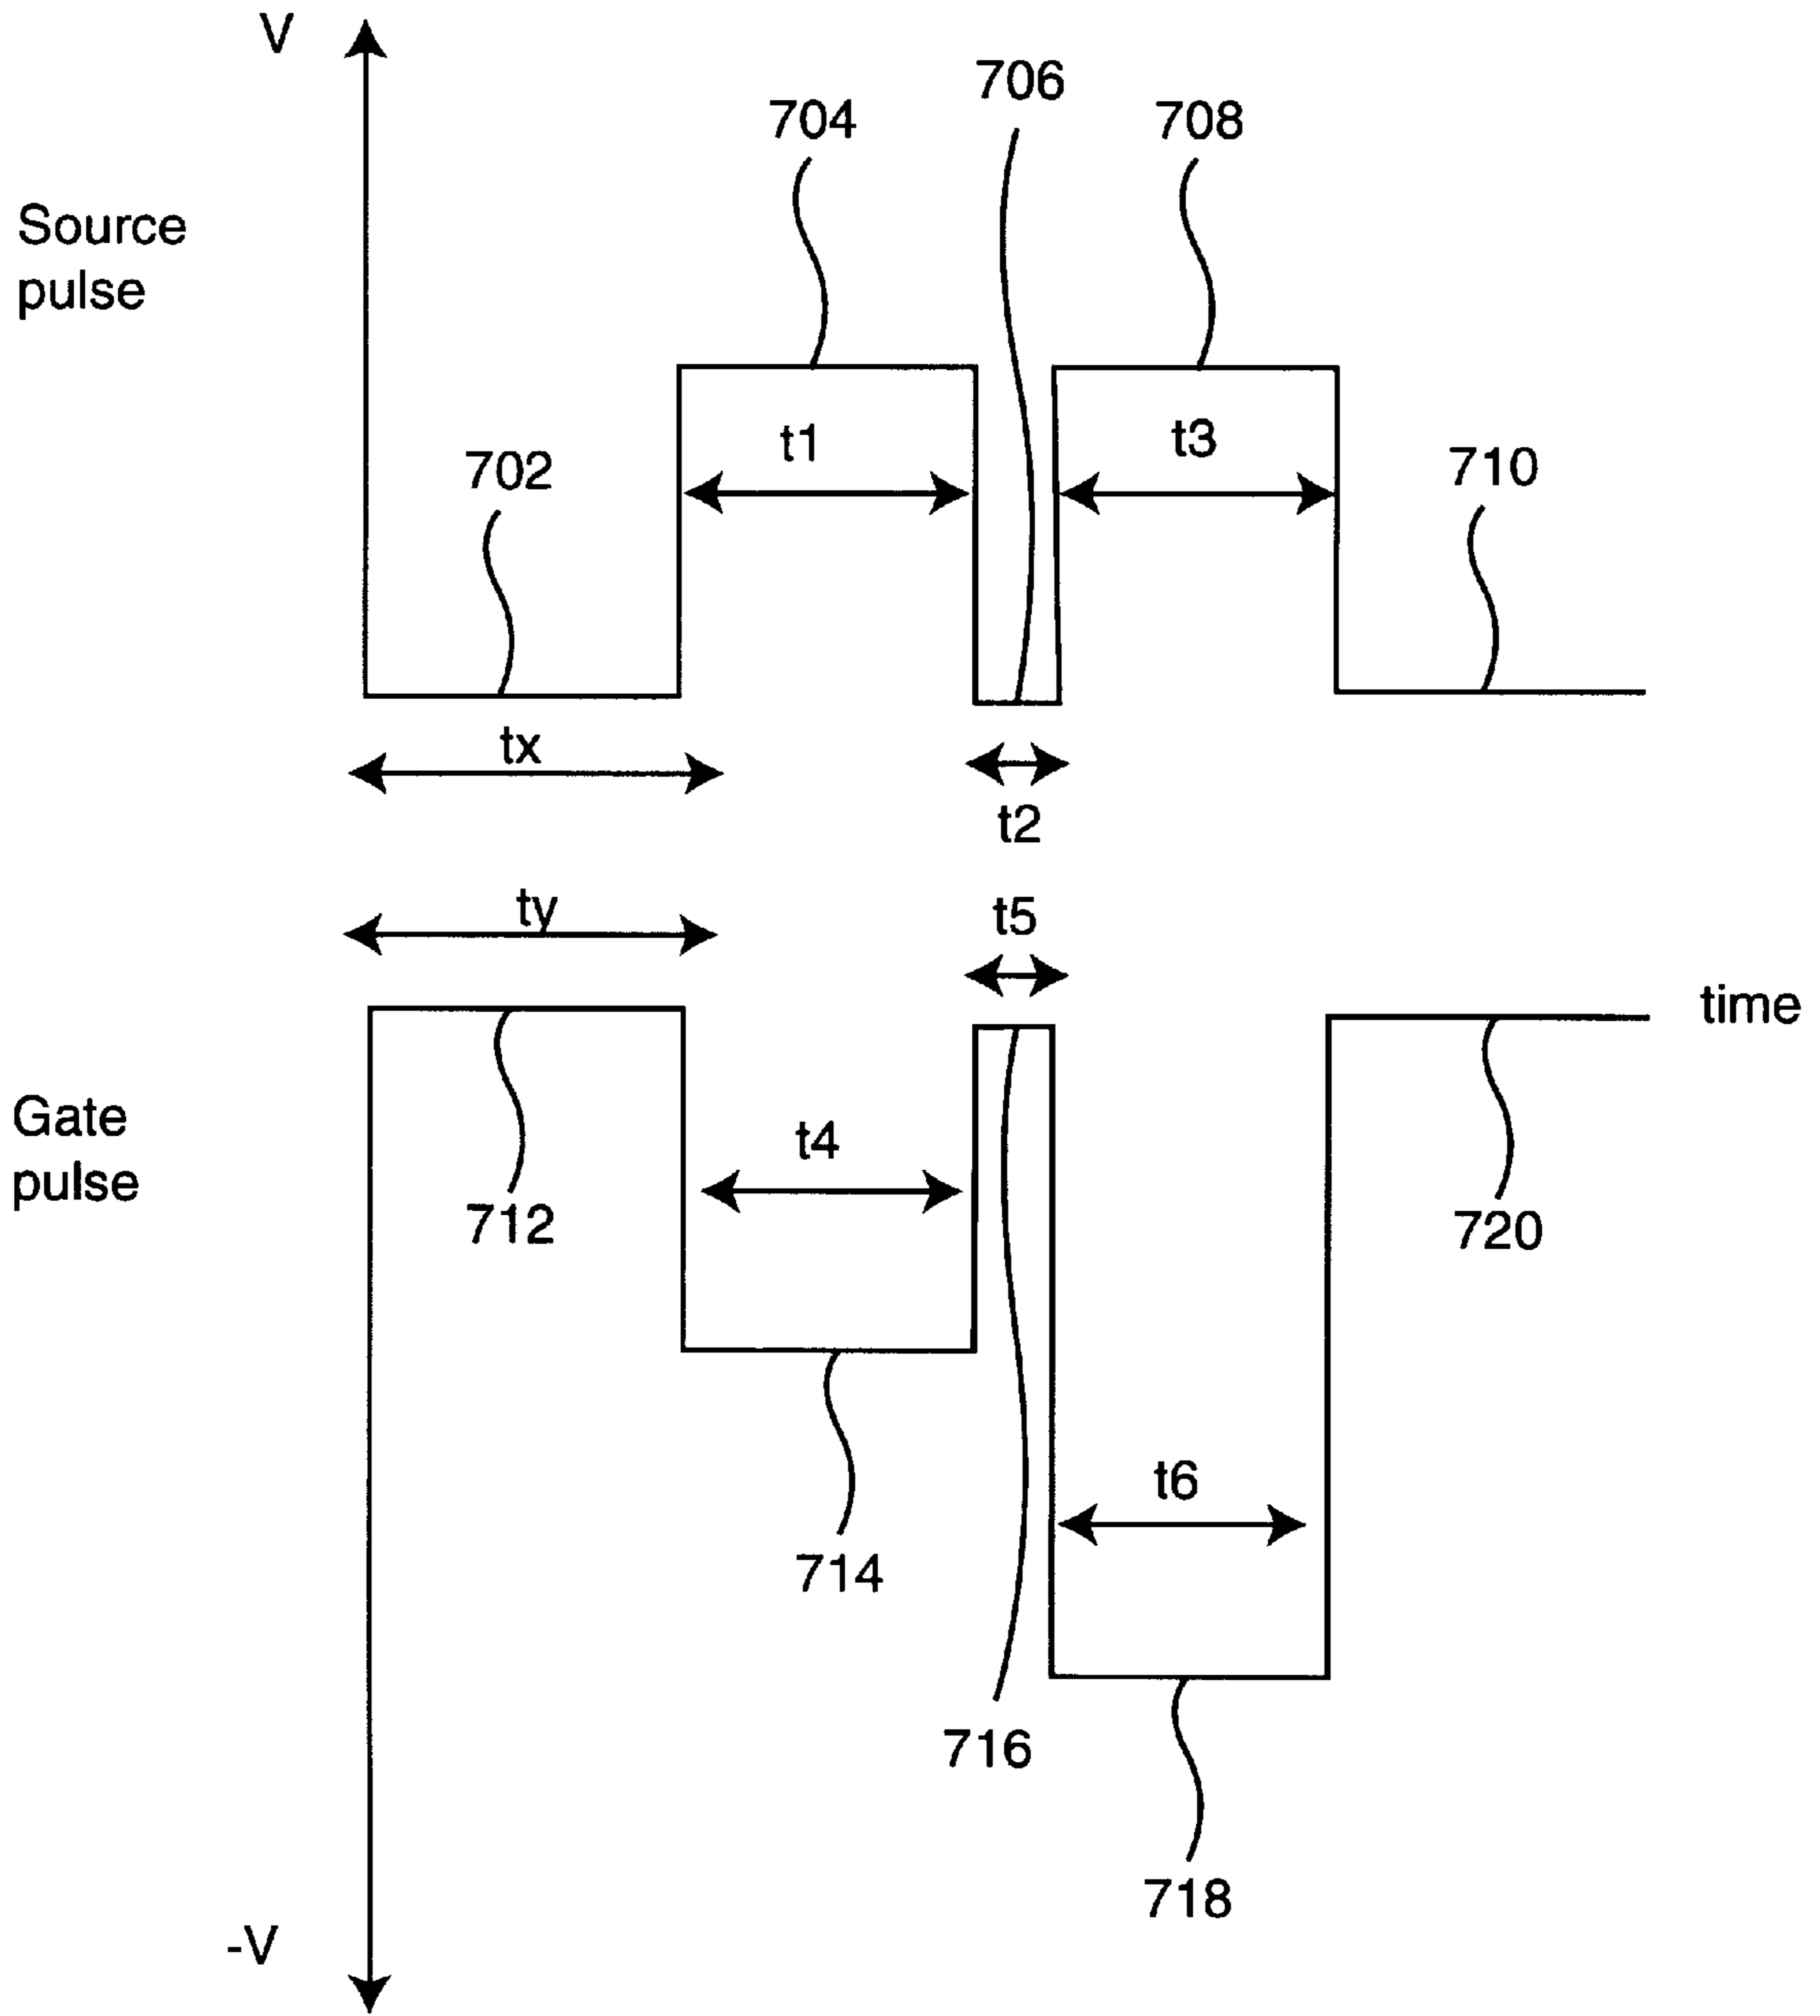 V
706
704
708
Source
pulse
t1
t3
702
710
tx
t2
ty
t5
time
Gate
pulse
t4
712
720
t6
714
716
718
-V